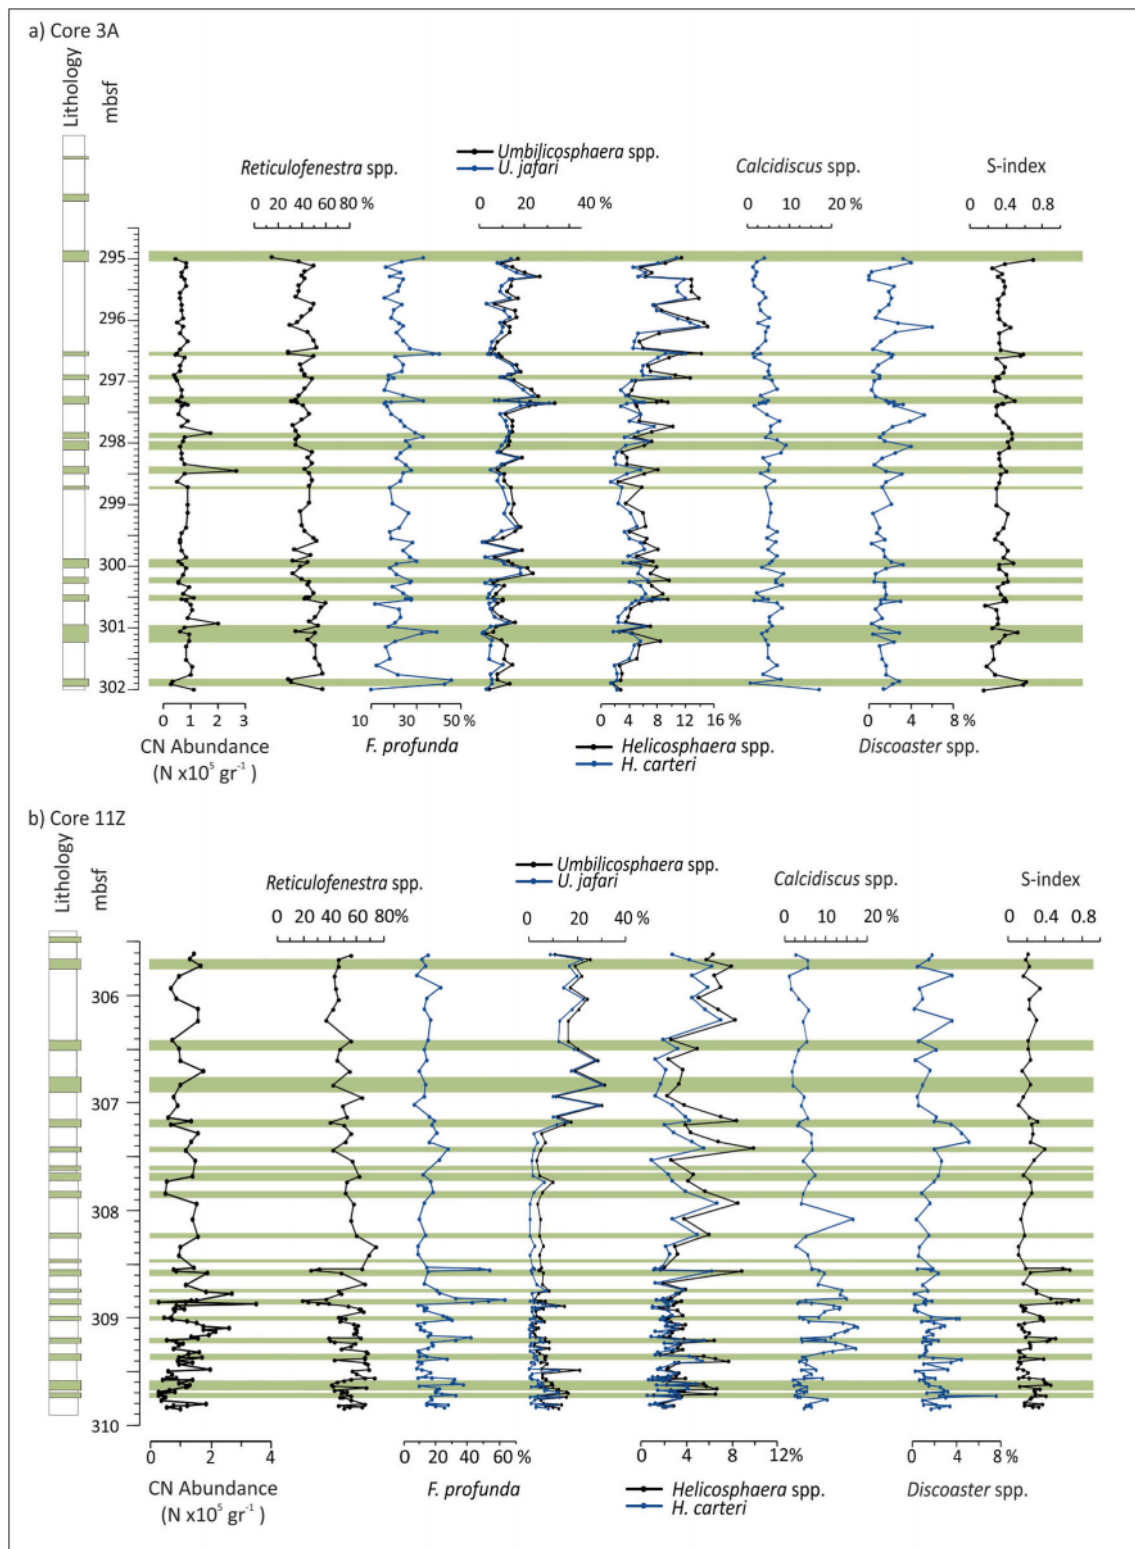 a) Core 3A
Lithology
mbsf
Umbilicosphaera spp.
Reticulofenestra spp.
U. jafari
Calcidiscus spp.
S-index
0 20 40 60 80 %
0 20 40 %
0 10 20 %
0 0.4 0.8
295
296
297
298
299
300
301
302
0 1 2 3
10 30 50 %
0 4 8 12 16 %
0 4 8 %
CN Abundance
(N x10⁵ gr⁻¹ )
F. profunda
Helicosphaera spp.
H. carteri
Discoaster spp.
b) Core 11Z
Lithology
mbsf
Umbilicosphaera spp.
Reticulofenestra spp.
U. jafari
Calcidiscus spp.
S-index
0 20 40 60 80%
0 20 40 %
0 10 20 %
0 0.4 0.8
306
307
308
309
310
0 2 4
0 20 40 60 %
0 4 8 12%
0 4 8 %
CN Abundance
(N x10⁵ gr⁻¹ )
F. profunda
Helicosphaera spp.
H. carteri
Discoaster spp.